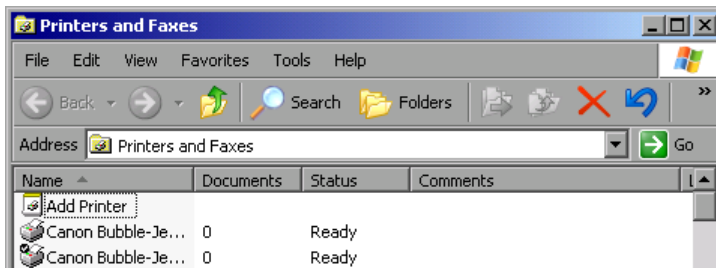 Printers and Faxes
File Edit View Favorites Tools Help
Back Search Folders »
Address Printers and Faxes Go
Name Documents Status Comments L
Add Printer
Canon Bubble-Je... 0 Ready
Canon Bubble-Je... 0 Ready